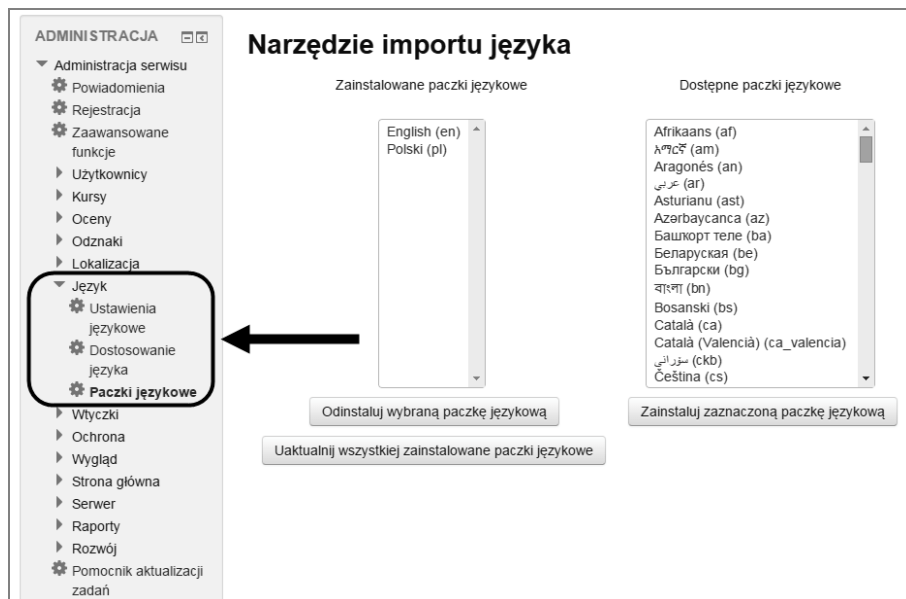 ADMINISTRACJA
Administracja serwisu
Powiadomienia
Rejestracja
Zaawansowane
funkcje
Użytkownicy
Kursy
Oceny
Odznaki
Lokalizacja
Język
Ustawienia
językowe
Dostosowanie
języka
Paczki językowe
Wtyczki
Ochrona
Wygląd
Strona główna
Serwer
Raporty
Rozwój
Pomocnik aktualizacji
zadań
Narzędzie importu języka
Zainstalowane paczki językowe
English (en)
Polski (pl)
Odinstaluj wybraną paczkę językową
Uaktualnij wszystkiej zainstalowane paczki językowe
Dostępne paczki językowe
Afrikaans (af)
አማርኛ (am)
Aragonés (an)
عربي (ar)
Asturianu (ast)
Azərbaycanca (az)
Башҡорт теле (ba)
Беларуская (be)
Български (bg)
বাংলা (bn)
Bosanski (bs)
Català (ca)
Català (Valencià) (ca_valencia)
سۆرانی (ckb)
Čeština (cs)
Zainstaluj zaznaczoną paczkę językową